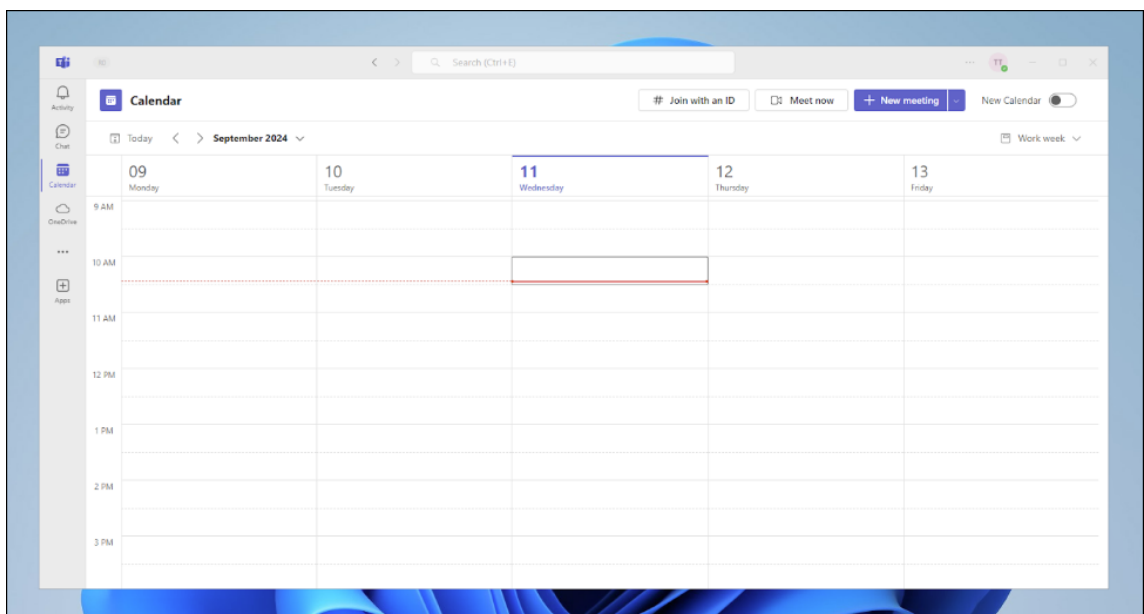 Search (Ctrl+E)
TT
Activity
Chat
Calendar
OneDrive
Apps
Calendar
# Join with an ID
Meet now
+ New meeting
New Calendar
Today
September 2024
Work week
09
Monday
10
Tuesday
11
Wednesday
12
Thursday
13
Friday
9 AM
10 AM
11 AM
12 PM
1 PM
2 PM
3 PM